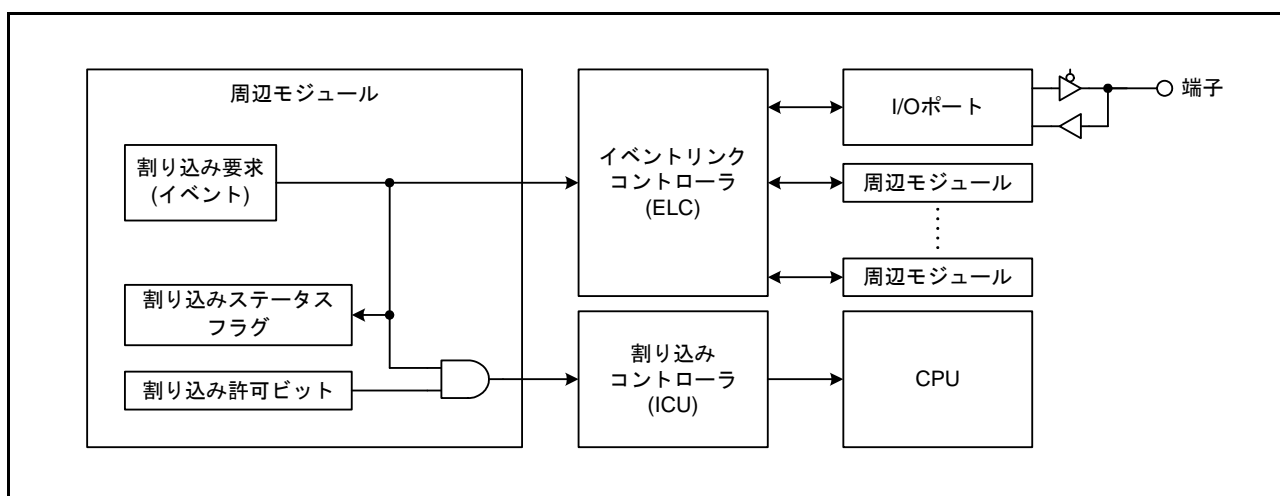 周辺モジュール
割り込み要求
(イベント)
割り込みステータス
フラグ
割り込み許可ビット
イベントリンク
コントローラ
(ELC)
割り込み
コントローラ
(ICU)
I/Oポート
端子
周辺モジュール
周辺モジュール
CPU